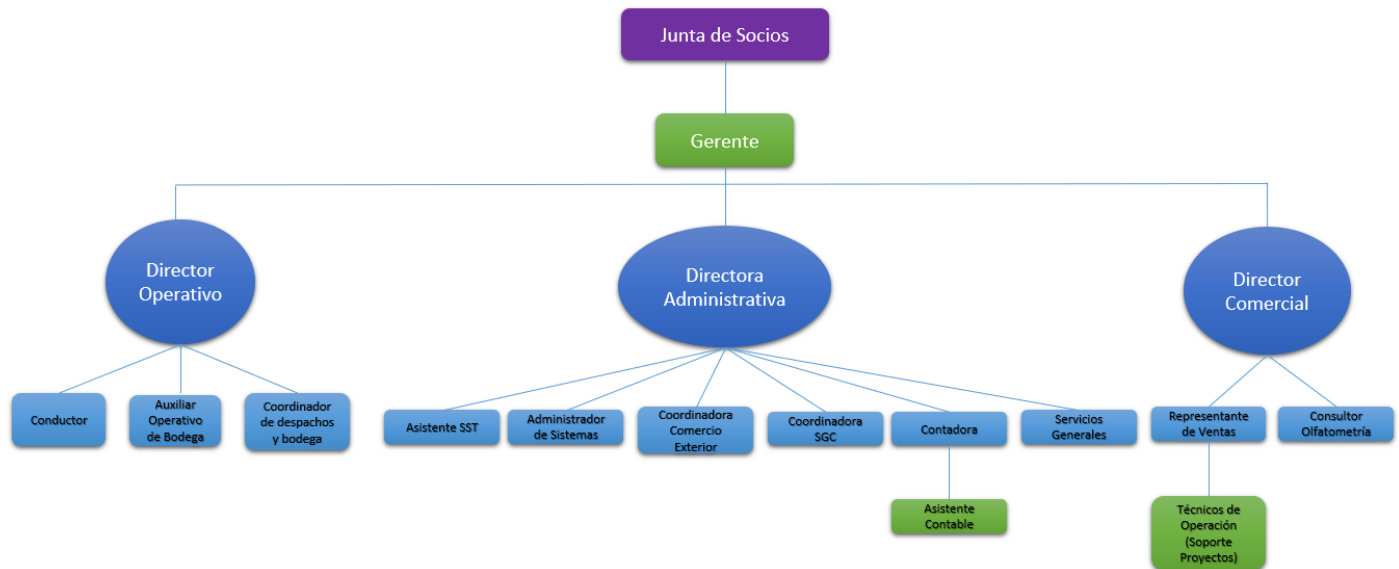 Junta de Socios
Gerente
Director
Operativo
Directora
Administrativa
Director
Comercial
Conductor
Auxiliar
Operativo
de Bodega
Coordinador
de despachos
y bodega
Asistente SST
Administrador
de Sistemas
Coordinadora
Comercio
Exterior
Coordinadora
SGC
Contadora
Servicios
Generales
Representante
de Ventas
Consultor
Olfatometría
Asistente
Contable
Técnicos de
Operación
(Soporte
Proyectos)